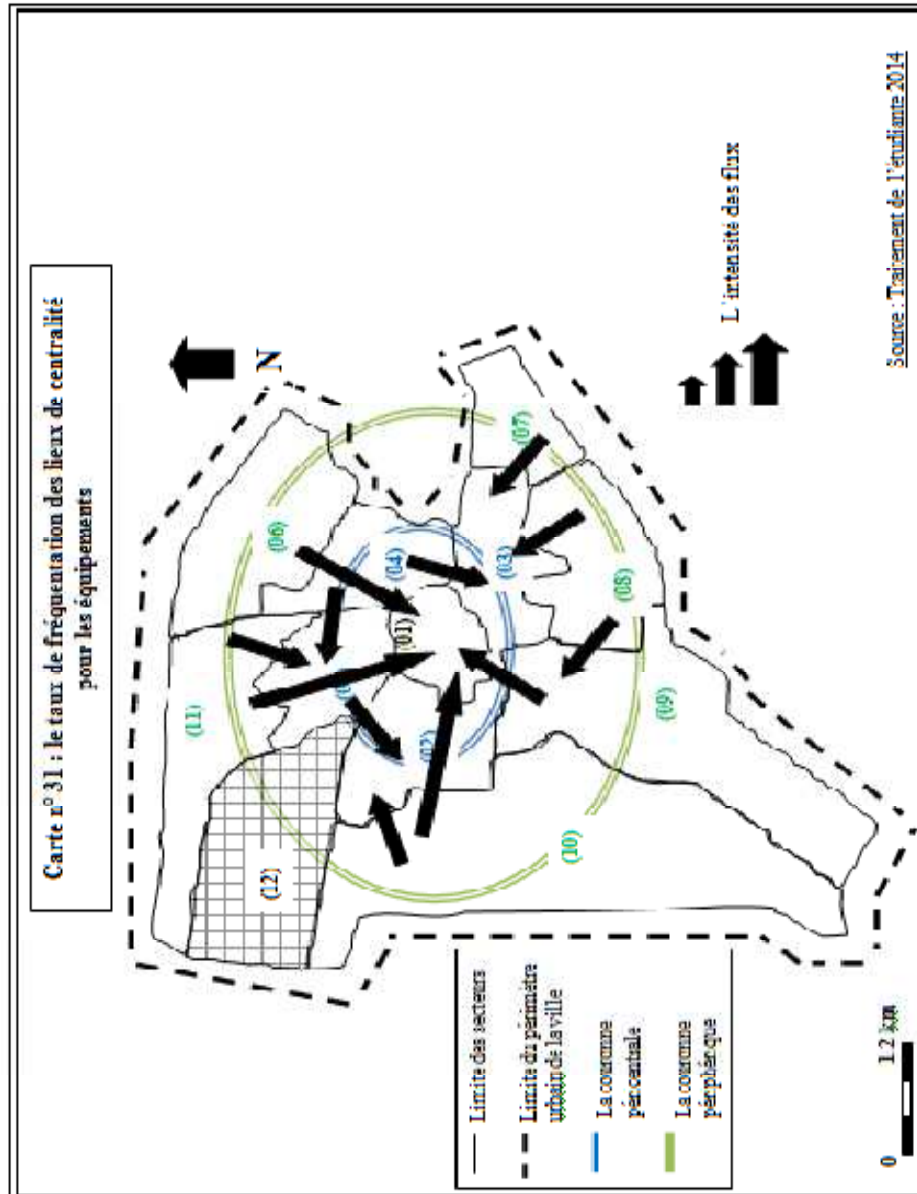 Carte n° 31 : le taux de fréquentation des lieux de centralité
pour les équipements
N
(11)
(06)
(12)
(04)
(01)
(07)
(03)
(02)
(08)
(10)
(09)
Limite des secteurs
Limite du périmètre
urbain de la ville
La couronne
péricentrale
La couronne
périphérique
L'intensité des flux
0 1.2 km
Source : Traitement de l'étudiante 2014